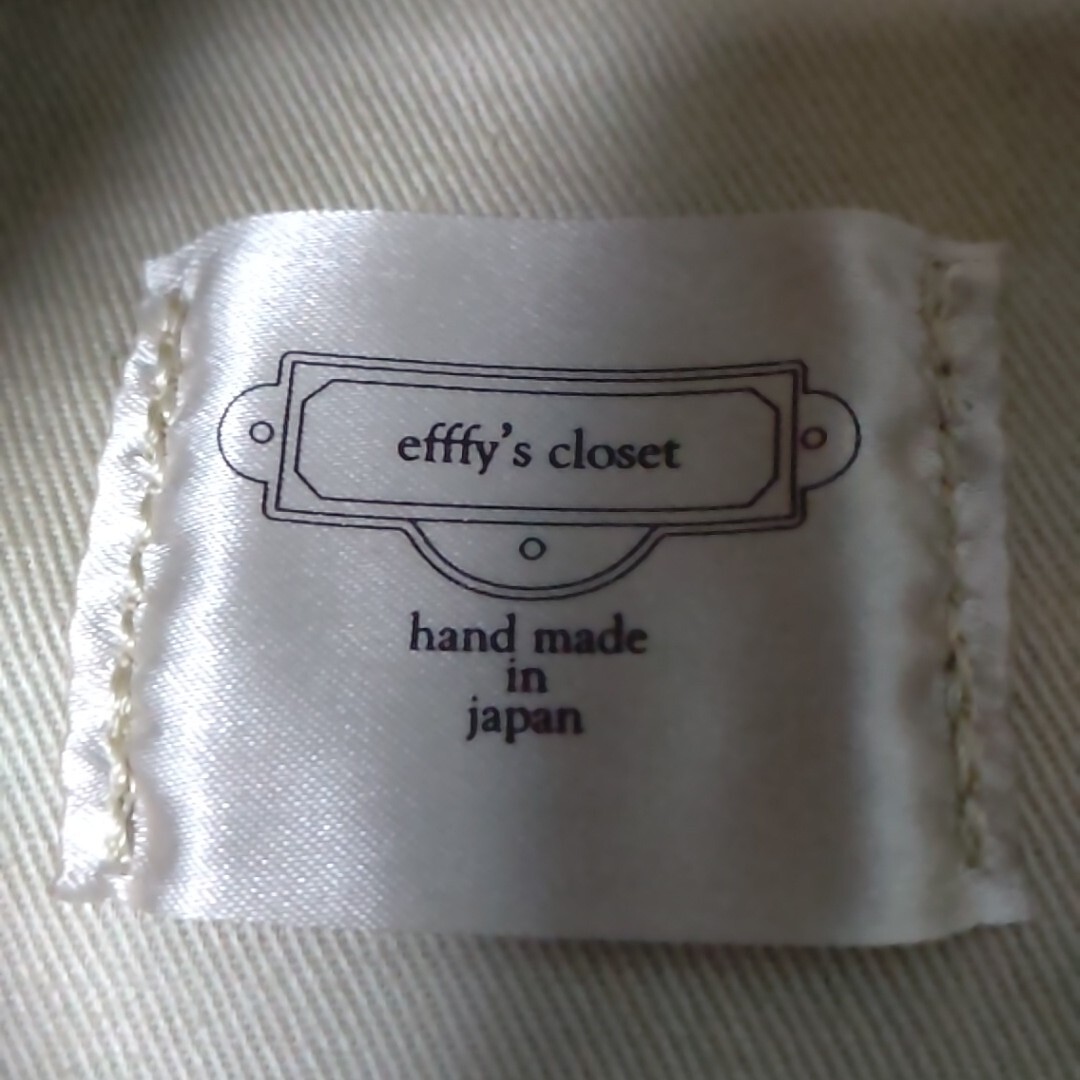 efffy's closet
hand made
in
japan